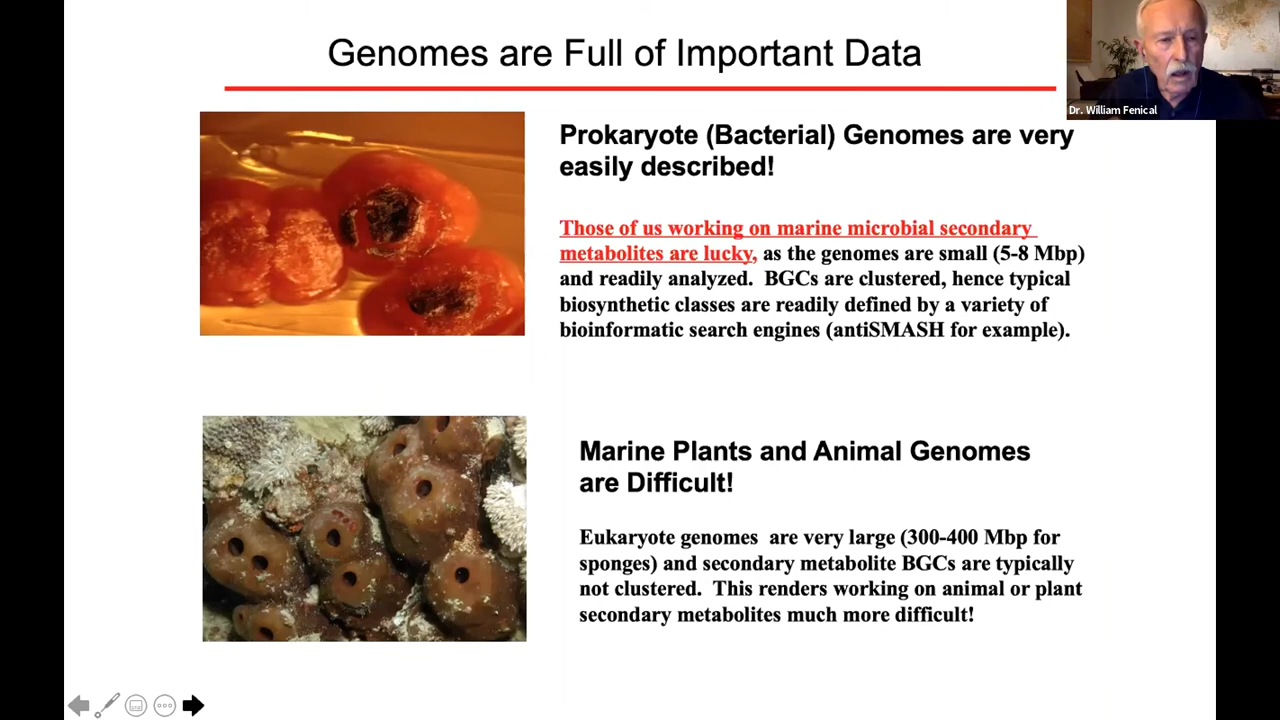 Genomes are Full of Important Data
Dr. William Fenical
Prokaryote (Bacterial) Genomes are very
easily described!
Those of us working on marine microbial secondary
metabolites are lucky, as the genomes are small (5-8 Mbp)
and readily analyzed.  BGCs are clustered, hence typical
biosynthetic classes are readily defined by a variety of
bioinformatic search engines (antiSMASH for example).
Marine Plants and Animal Genomes
are Difficult!
Eukaryote genomes  are very large (300-400 Mbp for
sponges) and secondary metabolite BGCs are typically
not clustered.  This renders working on animal or plant
secondary metabolites much more difficult!